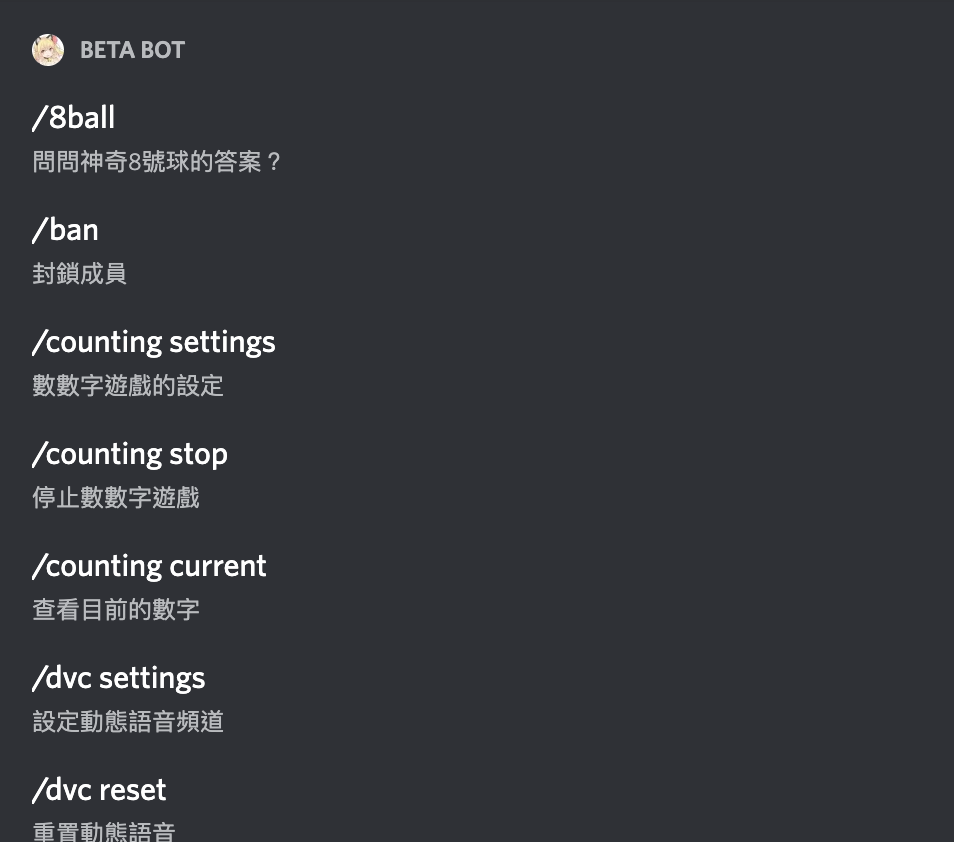 BETA BOT
/8ball
問問神奇8號球的答案？
/ban
封鎖成員
/counting settings
數數字遊戲的設定
/counting stop
停止數數字遊戲
/counting current
查看目前的數字
/dvc settings
設定動態語音頻道
/dvc reset
重置動態語音